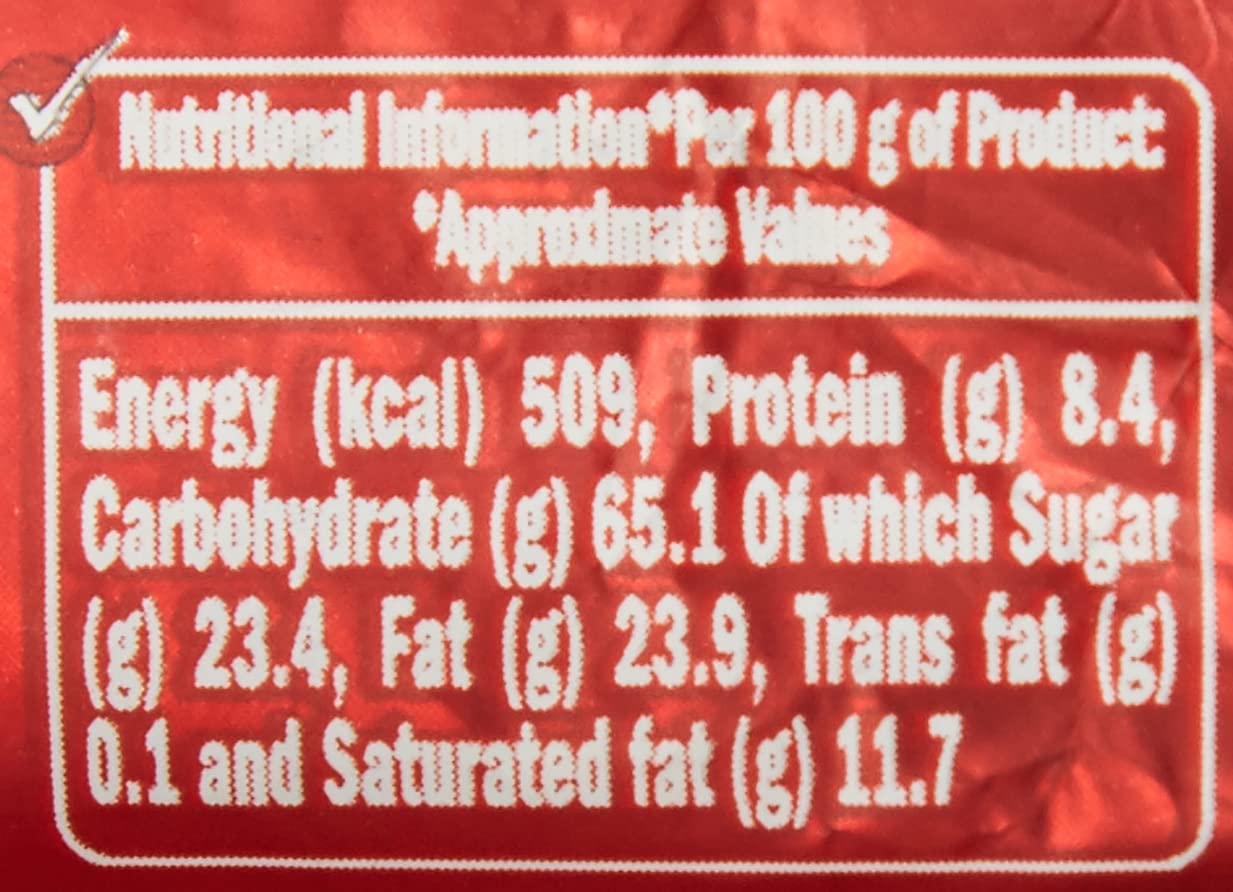 Nutritional Information*Per 100 g of Product:
*Approximate Values
Energy (kcal) 509, Protein (g) 8.4,
Carbohydrate (g) 65.1 Of which Sugar
(g) 23.4, Fat (g) 23.9, Trans fat (g)
0.1 and Saturated fat (g) 11.7